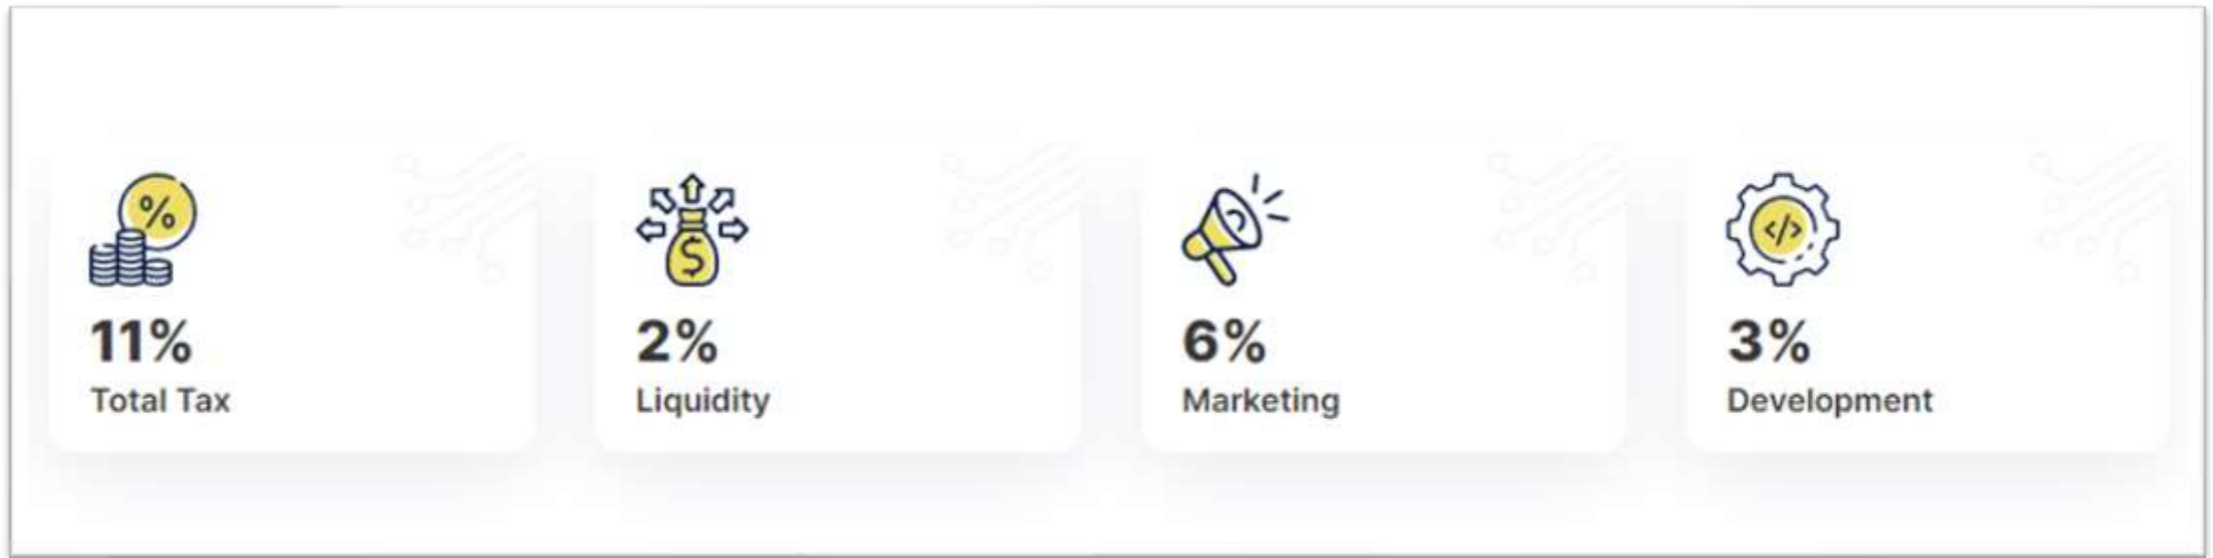 %
$
</>
11%
Total Tax
2%
Liquidity
6%
Marketing
3%
Development